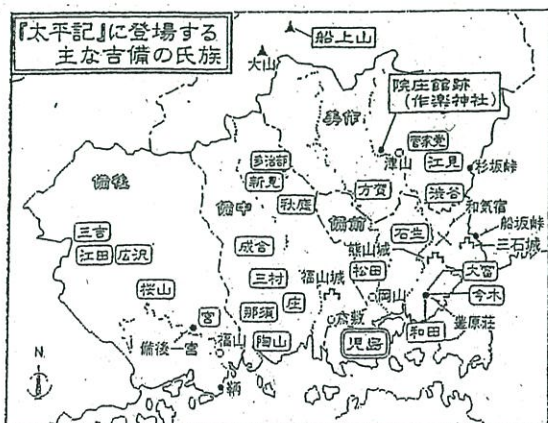 『太平記』に登場する
主な吉備の氏族
船上山
大山
院庄館跡
(作楽神社)
美作
菅家党
津山
江見
杉坂峠
多治部
新見
備後
備中
秋庭
方賀
渋谷
和気宿
備前
石生
船坂峠
三石城
三吉
江田
広沢
成合
熊山城
松田
福山城
大富
三村
岡山
今木
桜山
庄
那須
倉敷
豊原荘
宮
和田
備後一宮
福山
陶山
児島
鞆
N.